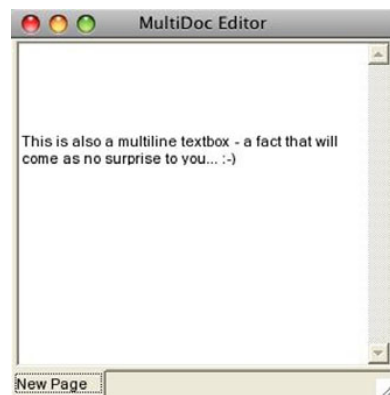 MultiDoc Editor
This is also a multiline textbox - a fact that will
come as no surprise to you... :-)
New Page